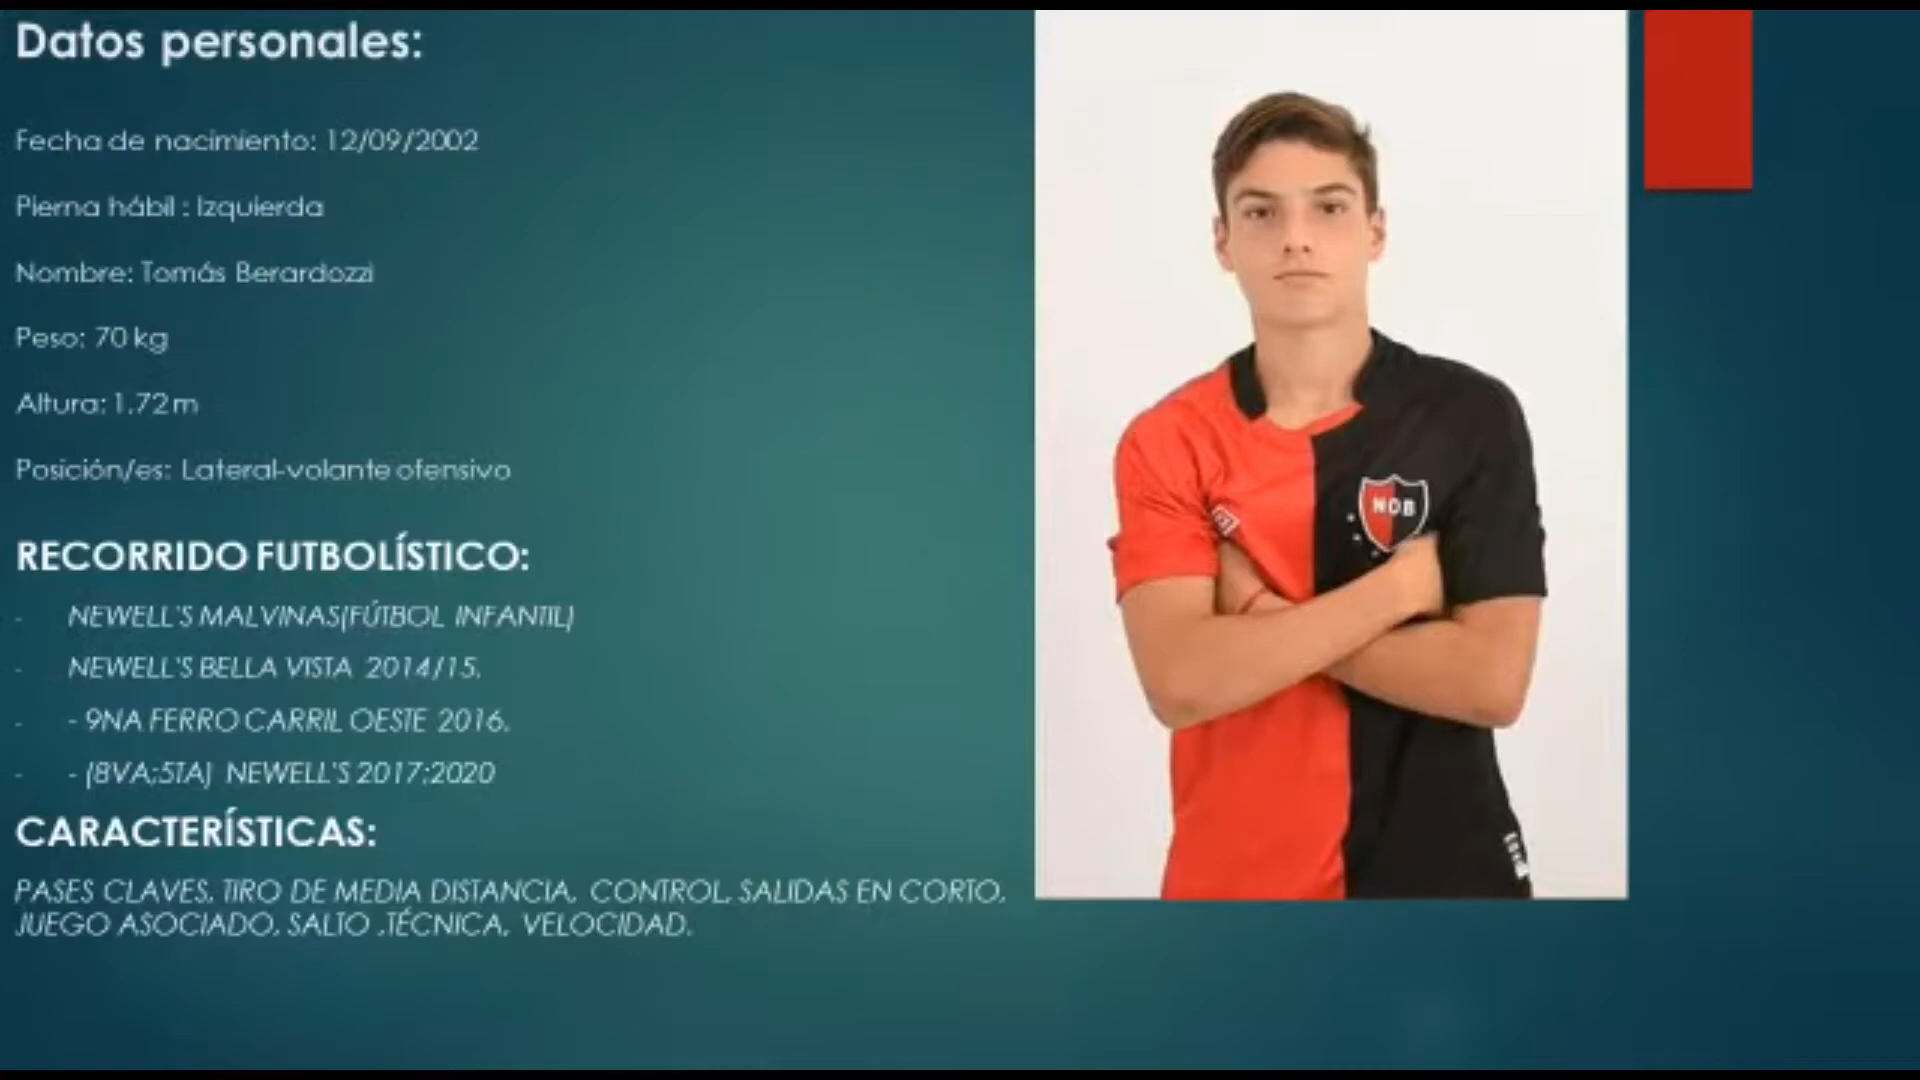 Datos personales:
Fecha de nacimiento: 12/09/2002
Pierna hábil : Izquierda
Nombre: Tomás Berardozzi
Peso: 70 kg
Altura: 1.72 m
Posición/es: Lateral-volante ofensivo
RECORRIDO FUTBOLÍSTICO:
- NEWELL'S MALVINAS(FÚTBOL INFANTIL)
- NEWELL'S BELLA VISTA 2014/15.
- - 9NA FERRO CARRIL OESTE 2016.
- - (8VA;5TA) NEWELL'S 2017;2020
CARACTERÍSTICAS:
PASES CLAVES, TIRO DE MEDIA DISTANCIA, CONTROL, SALIDAS EN CORTO,
JUEGO ASOCIADO, SALTO ,TÉCNICA, VELOCIDAD.
NOB